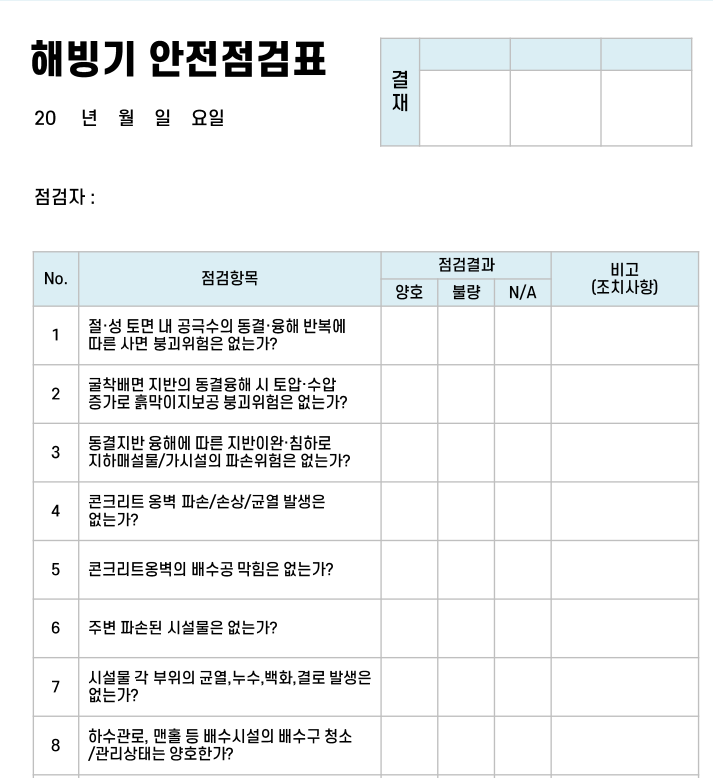 해빙기 안전점검표
20 년 월 일 요일
결
재
점검자 :
No. 점검항목 점검결과 비고
(조치사항)
양호 불량 N/A
1 절·성 토면 내 공극수의 동결·융해 반복에
따른 사면 붕괴위험은 없는가?
2 굴착배면 지반의 동결융해 시 토압·수압
증가로 흙막이지보공 붕괴위험은 없는가?
3 동결지반 융해에 따른 지반이완·침하로
지하매설물/가시설의 파손위험은 없는가?
4 콘크리트 옹벽 파손/손상/균열 발생은
없는가?
5 콘크리트옹벽의 배수공 막힘은 없는가?
6 주변 파손된 시설물은 없는가?
7 시설물 각 부위의 균열,누수,백화,결로 발생은
없는가?
8 하수관로, 맨홀 등 배수시설의 배수구 청소
/관리상태는 양호한가?